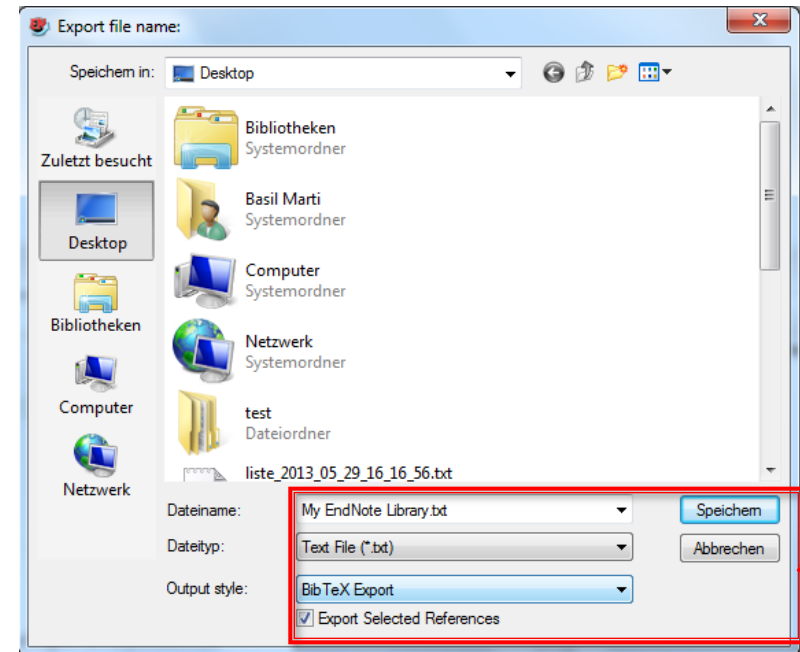 Export file name:
Speichern in:
Desktop
Zuletzt besucht
Desktop
Bibliotheken
Computer
Netzwerk
Bibliotheken
Systemordner
Basil Marti
Systemordner
Computer
Systemordner
Netzwerk
Systemordner
test
Dateiordner
liste_2013_05_29_16_16_56.txt
Dateiname:
My EndNote Library.txt
Speichern
Dateityp:
Text File (*.txt)
Abbrechen
Output style:
BibTeX Export
Export Selected References